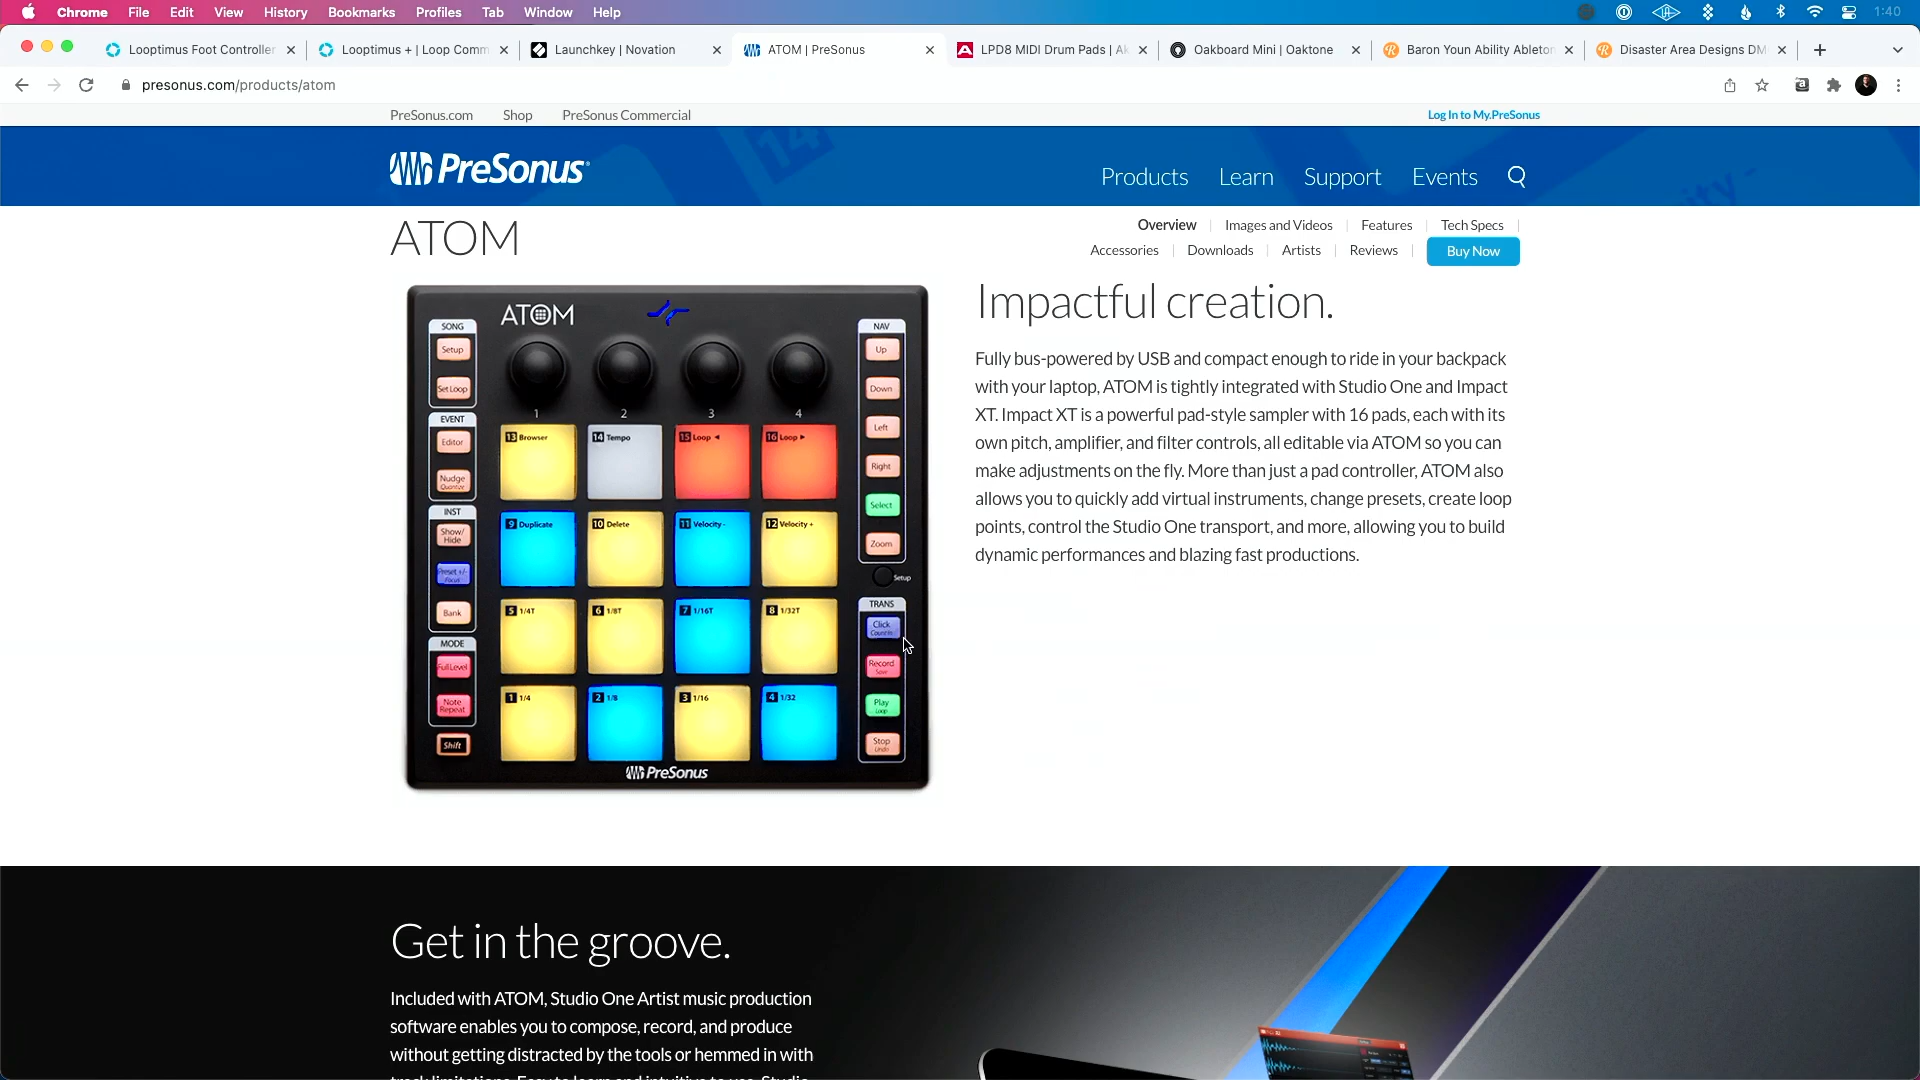 Chrome File Edit View History Bookmarks Profiles Tab Window Help 1:40
Looptimus Foot Controller
Looptimus + | Loop Comm
Launchkey | Novation
ATOM | PreSonus
LPD8 MIDI Drum Pads | Ak
Oakboard Mini | Oaktone
Baron Youn Ability Ableton
Disaster Area Designs DM
presonus.com/products/atom
PreSonus.com Shop PreSonus Commercial Log In to My.PreSonus
PreSonus
Products Learn Support Events
ATOM
Overview Images and Videos Features Tech Specs
Accessories Downloads Artists Reviews Buy Now
ATOM
SONG
Setup
Set Loop
EVENT
Editor
Nudge
Quantize
INST
Show/
Hide
Preset +/-
Focus
Bank
MODE
Full Level
Note
Repeat
Shift
1 2 3 4
13 Browser 14 Tempo 15 Loop ◄ 16 Loop ►
9 Duplicate 10 Delete 11 Velocity - 12 Velocity +
5 1/4T 6 1/8T 7 1/16T 8 1/32T
1 1/4 2 1/8 3 1/16 4 1/32
PreSonus
NAV
Up
Down
Left
Right
Select
Zoom
Setup
TRANS
Click
Count In
Record
Save
Play
Loop
Stop
Undo
Impactful creation.
Fully bus-powered by USB and compact enough to ride in your backpack
with your laptop, ATOM is tightly integrated with Studio One and Impact
XT. Impact XT is a powerful pad-style sampler with 16 pads, each with its
own pitch, amplifier, and filter controls, all editable via ATOM so you can
make adjustments on the fly. More than just a pad controller, ATOM also
allows you to quickly add virtual instruments, change presets, create loop
points, control the Studio One transport, and more, allowing you to build
dynamic performances and blazing fast productions.
Get in the groove.
Included with ATOM, Studio One Artist music production
software enables you to compose, record, and produce
without getting distracted by the tools or hemmed in with
track limitations. Easy to learn and intuitive to use, Studio